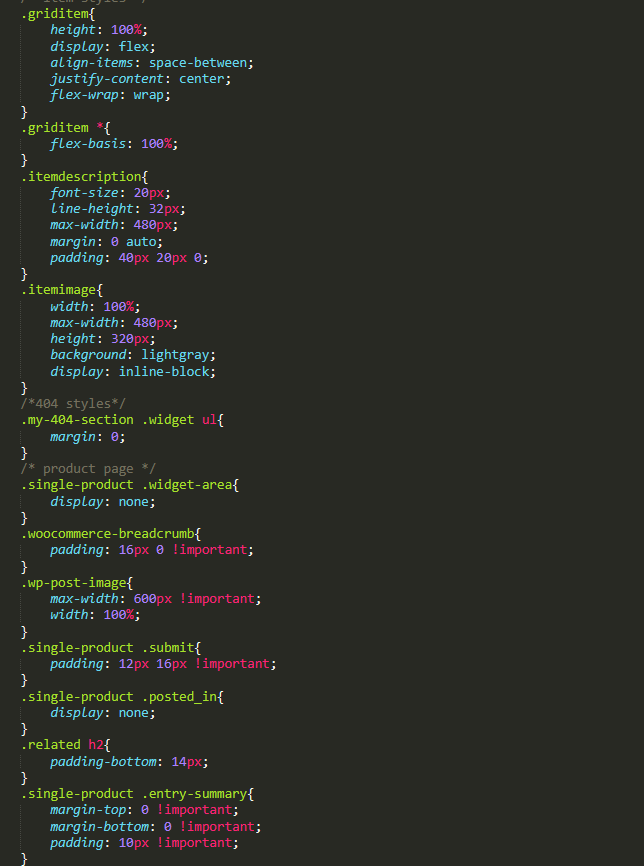 /* item styles */
.griditem{
height: 100%;
display: flex;
align-items: space-between;
justify-content: center;
flex-wrap: wrap;
}
.griditem *{
flex-basis: 100%;
}
.itemdescription{
font-size: 20px;
line-height: 32px;
max-width: 480px;
margin: 0 auto;
padding: 40px 20px 0;
}
.itemimage{
width: 100%;
max-width: 480px;
height: 320px;
background: lightgray;
display: inline-block;
}
/*404 styles*/
.my-404-section .widget ul{
margin: 0;
}
/* product page */
.single-product .widget-area{
display: none;
}
.woocommerce-breadcrumb{
padding: 16px 0 !important;
}
.wp-post-image{
max-width: 600px !important;
width: 100%;
}
.single-product .submit{
padding: 12px 16px !important;
}
.single-product .posted_in{
display: none;
}
.related h2{
padding-bottom: 14px;
}
.single-product .entry-summary{
margin-top: 0 !important;
margin-bottom: 0 !important;
padding: 10px !important;
}